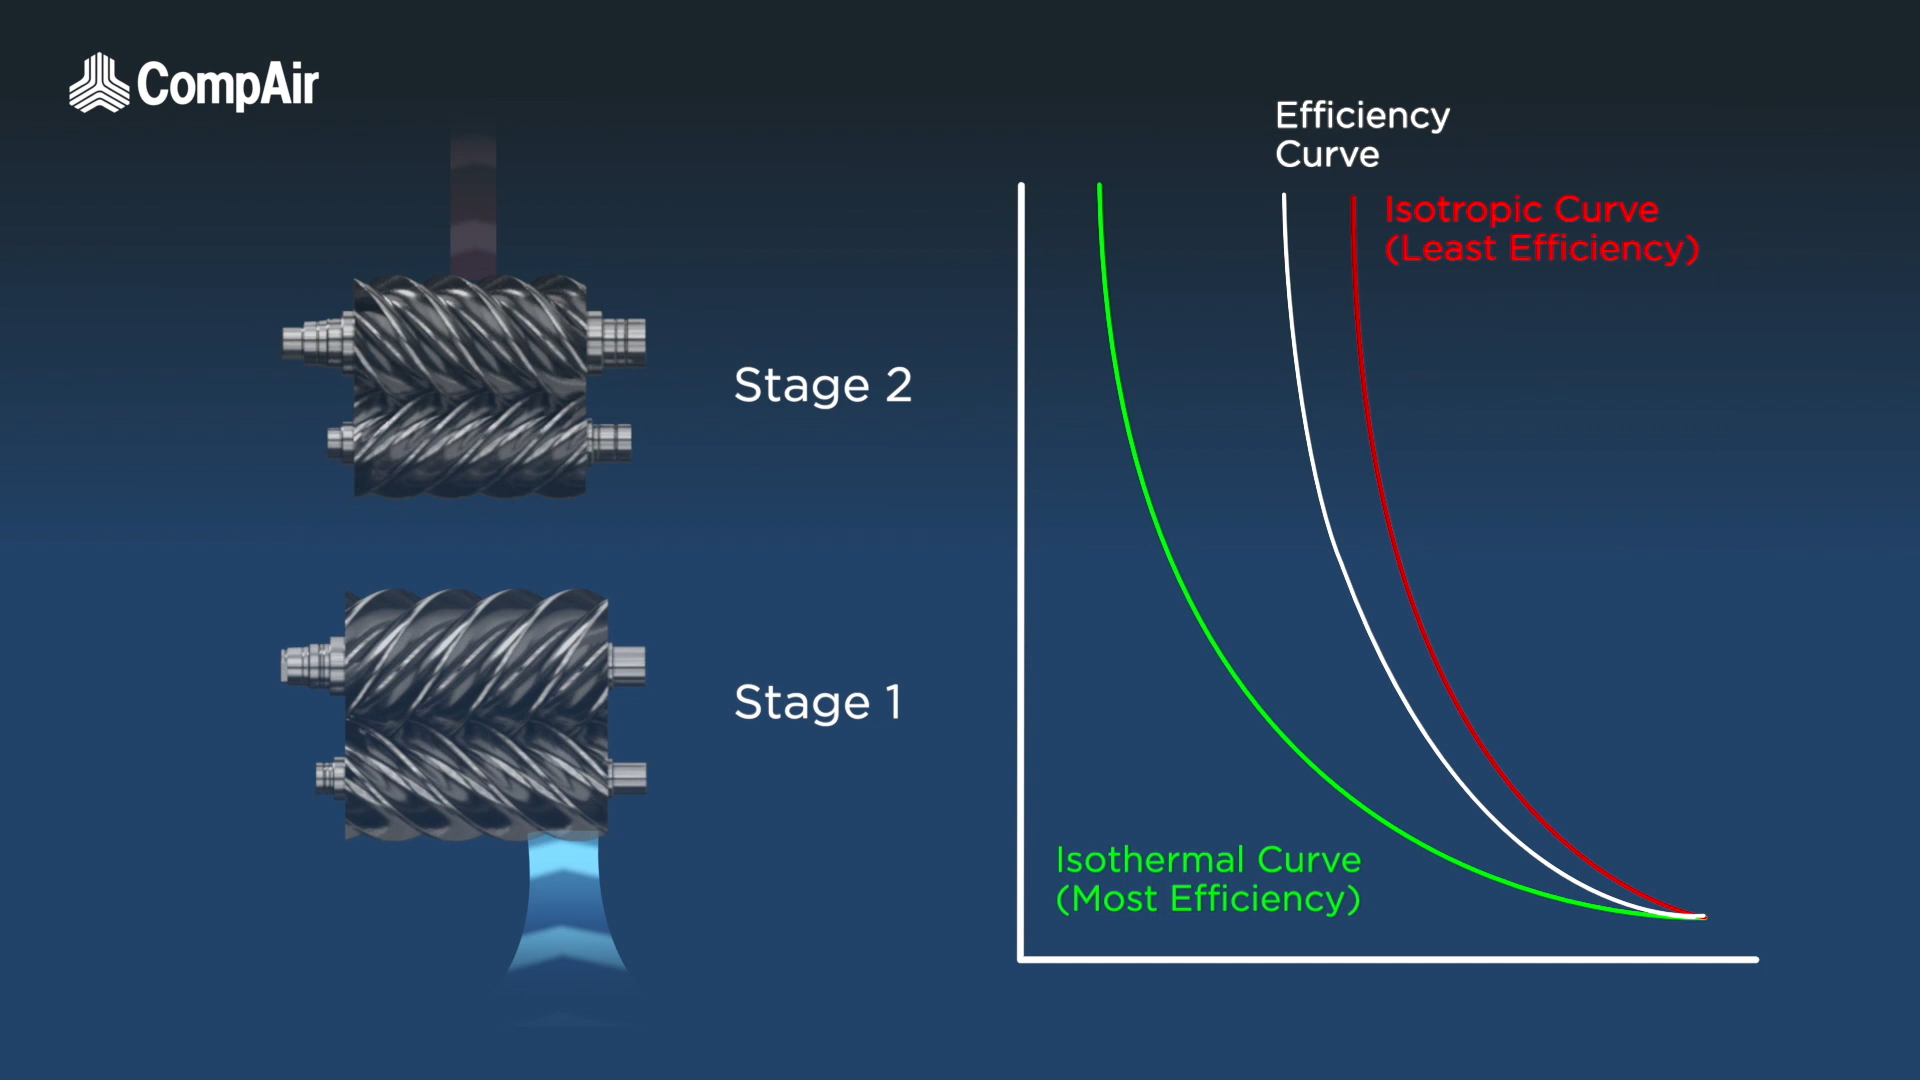 CompAir
Efficiency
Curve
Isotropic Curve
(Least Efficiency)
Stage 2
Stage 1
Isothermal Curve
(Most Efficiency)